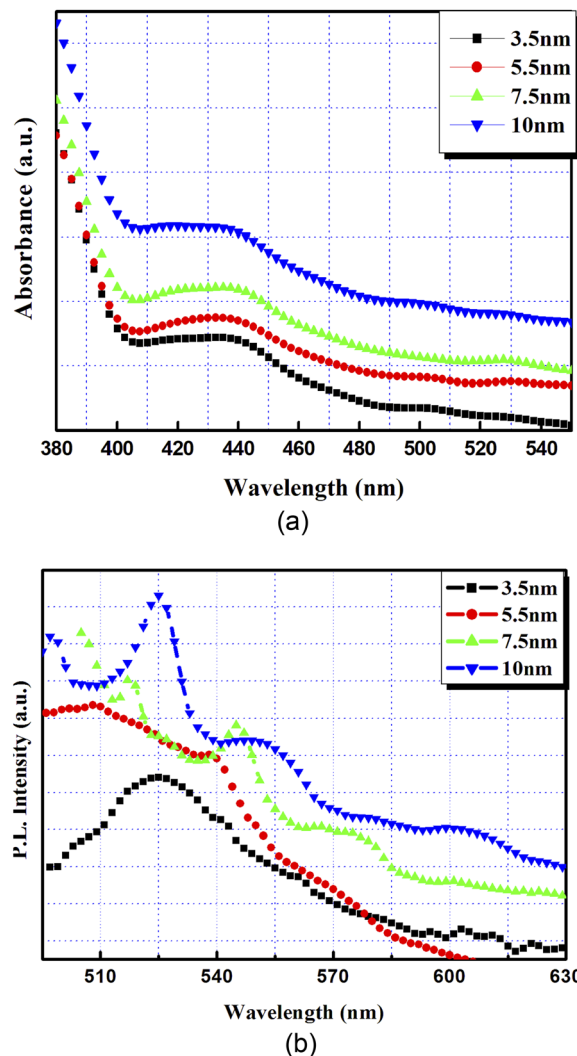 3.5nm
5.5nm
7.5nm
10nm
Absorbance (a.u.)
380 400 420 440 460 480 500 520 540
Wavelength (nm)
(a)
3.5nm
5.5nm
7.5nm
10nm
P.L. Intensity (a.u.)
510 540 570 600 630
Wavelength (nm)
(b)